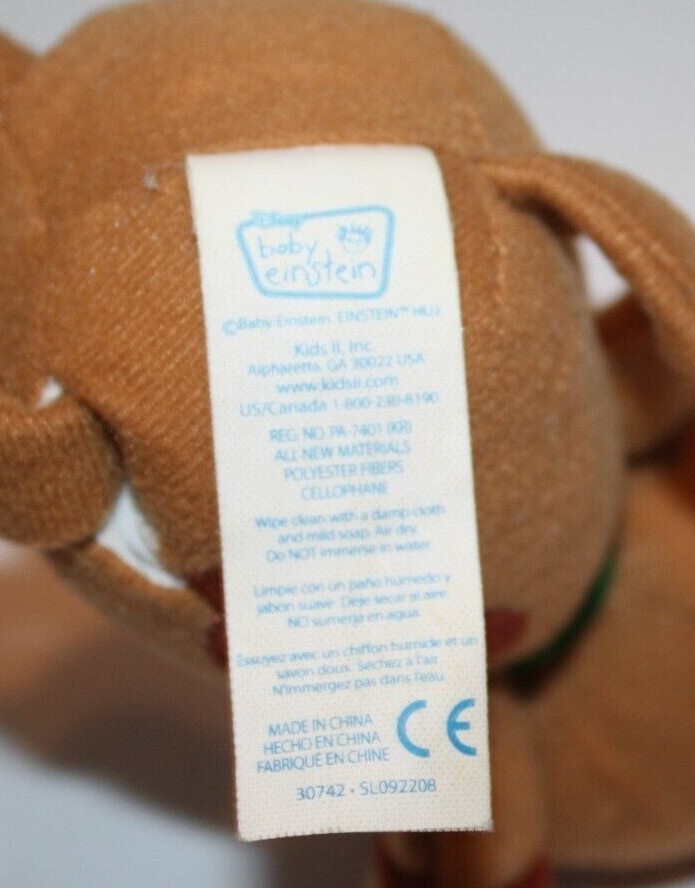 Disney
baby
einstein
©Baby Einstein. EINSTEIN™ HUJ
Kids II, Inc.
Alpharetta, GA 30022 USA
www.kidsii.com
US/Canada 1-800-230-8190
REG. NO. PA-7401 (KR)
ALL NEW MATERIALS
POLYESTER FIBERS
CELLOPHANE
Wipe clean with a damp cloth
and mild soap. Air dry.
Do NOT immerse in water.
Limpie con un paño húmedo y
jabón suave. Deje secar al aire.
NO sumerja en agua.
Essuyez avec un chiffon humide et un
savon doux. Séchez à l'air.
N'immergez pas dans l'eau.
MADE IN CHINA
HECHO EN CHINA
FABRIQUÉ EN CHINE
CE
30742 • SL092208